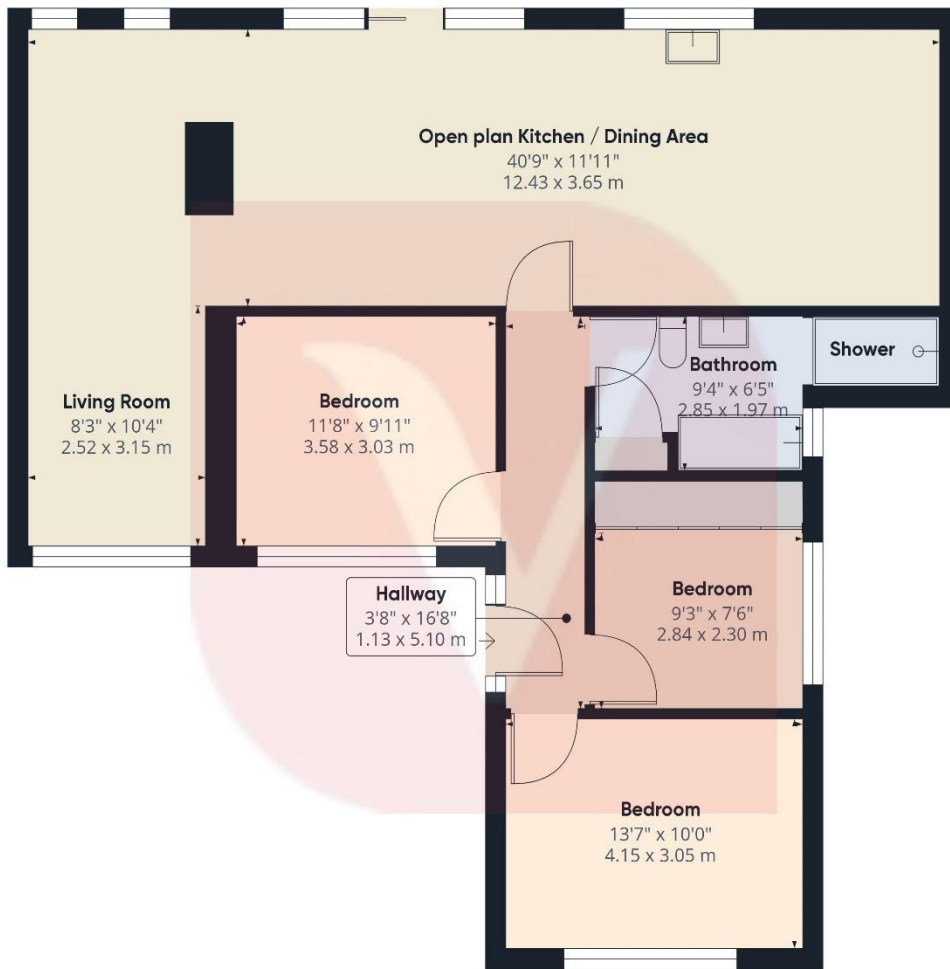 Open plan Kitchen / Dining Area
40'9" x 11'11"
12.43 x 3.65 m
Living Room
8'3" x 10'4"
2.52 x 3.15 m
Bedroom
11'8" x 9'11"
3.58 x 3.03 m
Bathroom
9'4" x 6'5"
2.85 x 1.97 m
Shower
Hallway
3'8" x 16'8"
1.13 x 5.10 m
Bedroom
9'3" x 7'6"
2.84 x 2.30 m
Bedroom
13'7" x 10'0"
4.15 x 3.05 m